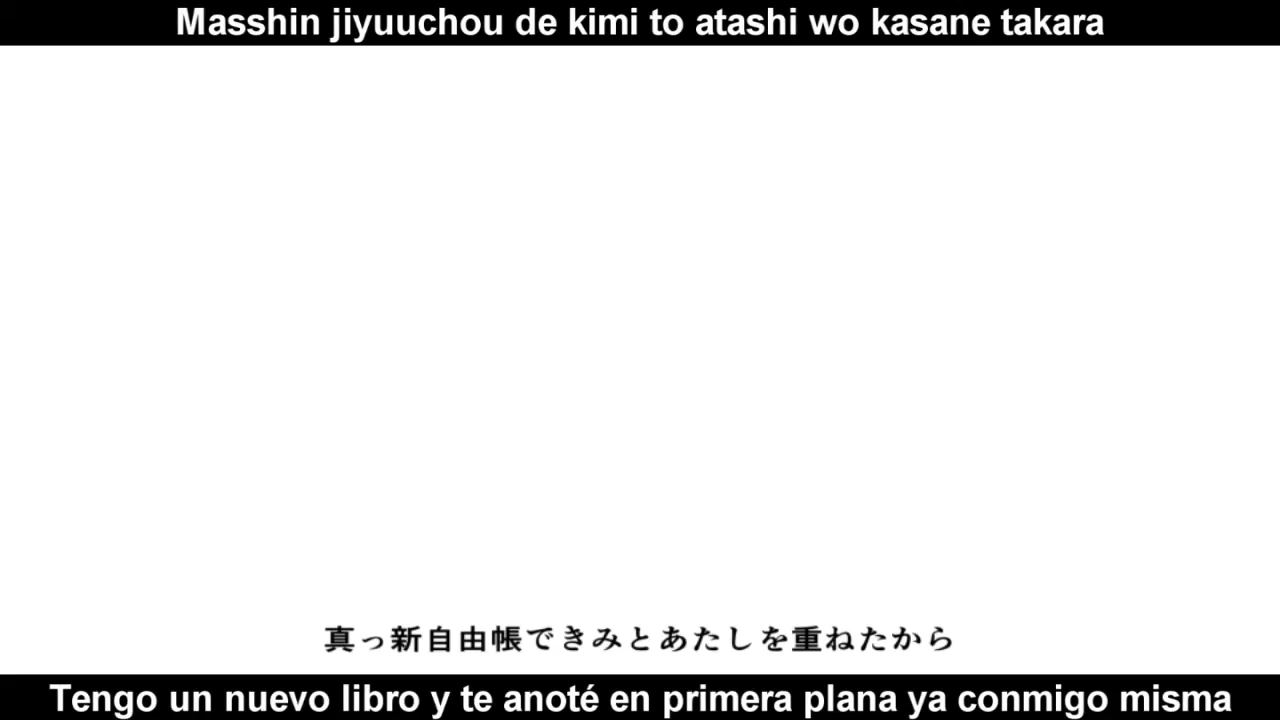 Masshin jiyuuchou de kimi to atashi wo kasane takara
真っ新自由帳できみとあたしを重ねたから
Tengo un nuevo libro y te anoté en primera plana ya conmigo misma